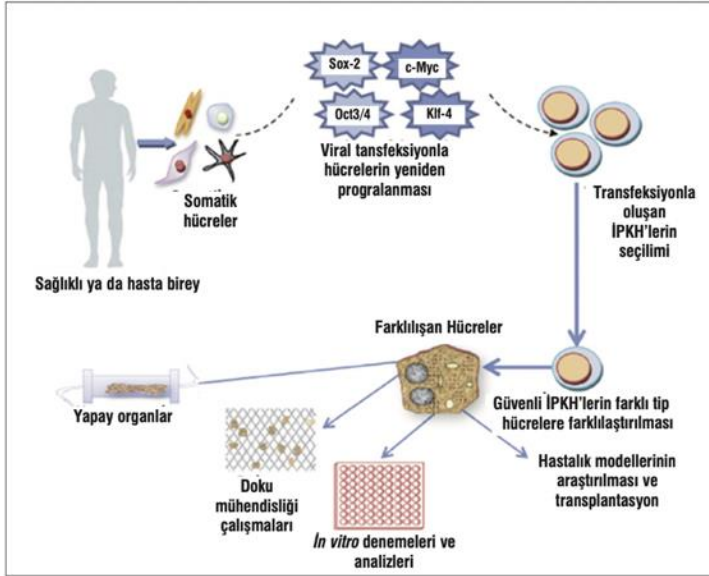 Sox-2
c-Myc
Oct3/4
Klf-4
Viral tansfeksiyonla
hücrelerin yeniden
progralanması
Somatik
hücreler
Sağlıklı ya da hasta birey
Transfeksiyonla
oluşan
İPKH'lerin
seçilimi
Farklılışan Hücreler
Yapay organlar
Güvenli İPKH'lerin farklı tip
hücrelere farklılaştırılması
Doku
mühendisliği
çalışmaları
Hastalık modellerinin
araştırılması ve
transplantasyon
İn vitro denemeleri ve
analizleri